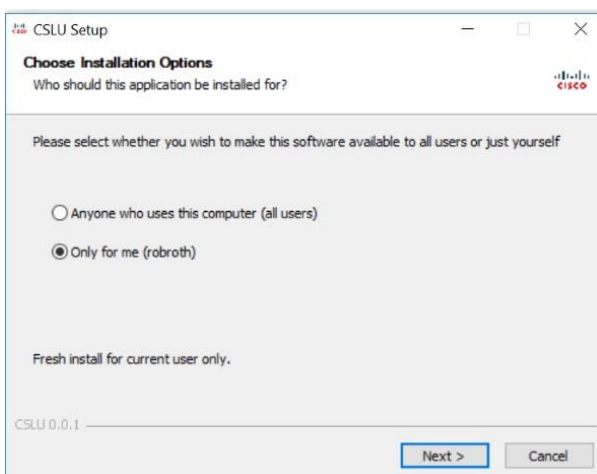 CSLU Setup
Choose Installation Options
Who should this application be installed for?
CISCO
Please select whether you wish to make this software available to all users or just yourself
Anyone who uses this computer (all users)
Only for me (robroth)
Fresh install for current user only.
CSLU 0.0.1
Next >
Cancel